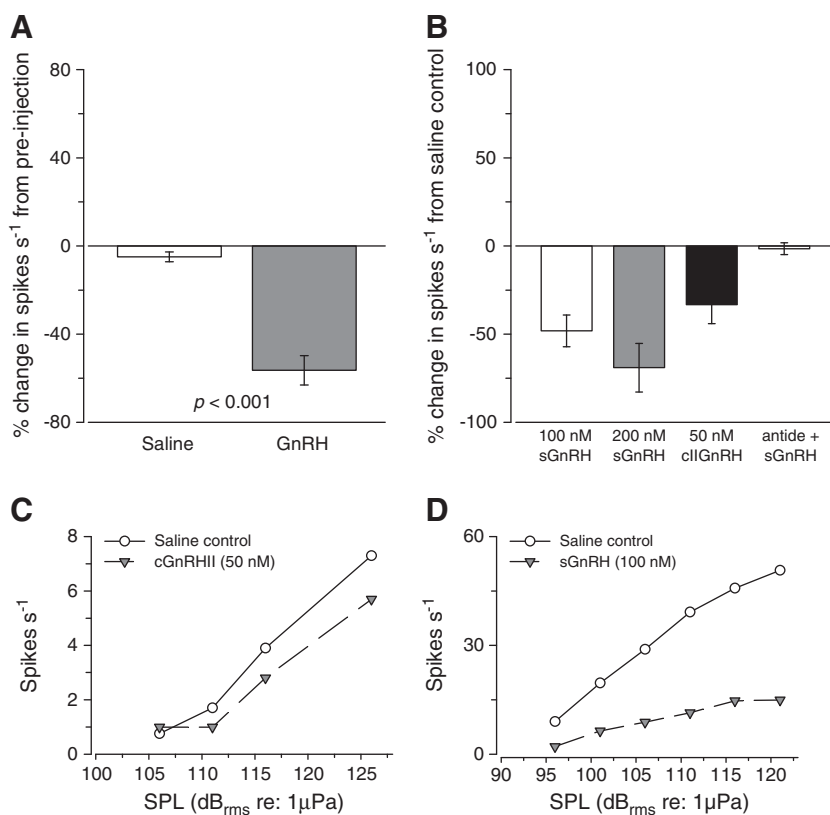 A
% change in spikes s-1 from pre-injection
80
40
0
-40
-80
p < 0.001
Saline
GnRH
B
% change in spikes s-1 from saline control
100
50
0
-50
-100
100 nM
sGnRH
200 nM
sGnRH
50 nM
cIIGnRH
antide +
sGnRH
C
Saline control
cGnRHII (50 nM)
Spikes s-1
8
6
4
2
0
100
105
110
115
120
125
SPL (dBrms re: 1μPa)
D
Saline control
sGnRH (100 nM)
Spikes s-1
60
30
0
90
95
100
105
110
115
120
SPL (dBrms re: 1μPa)